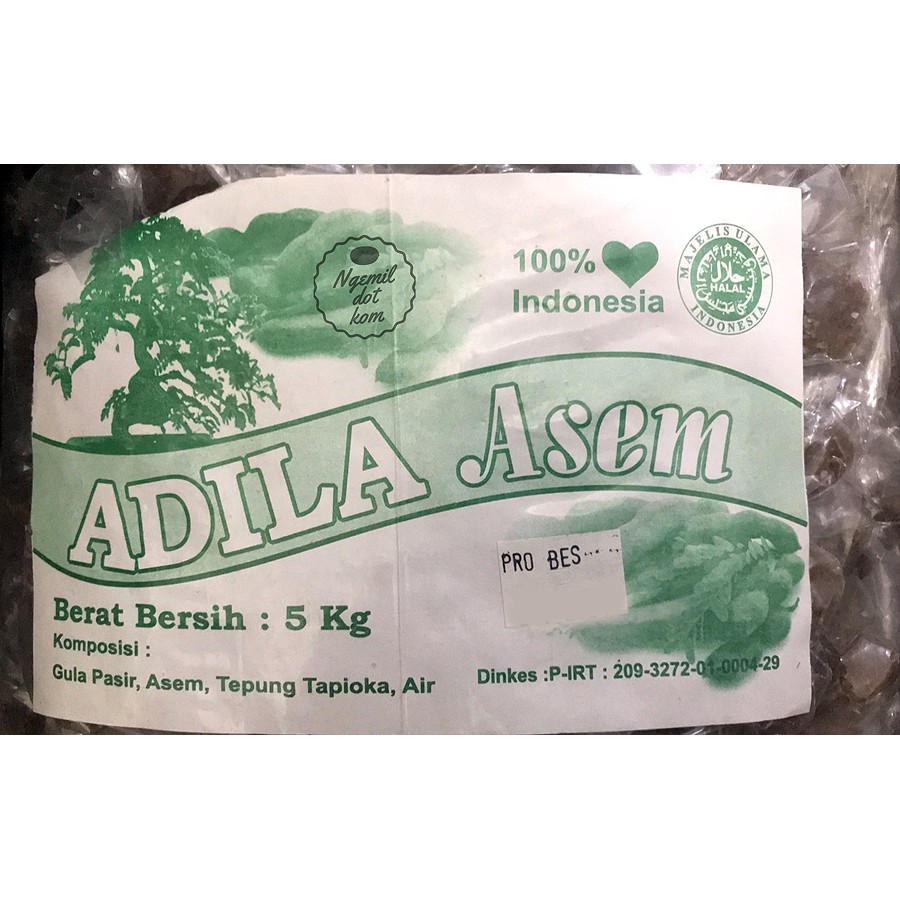 Ngemil
dot
kom
100%
Indonesia
MAJELIS ULAMA
حلال
HALAL
INDONESIA
ADILA Asem
PRO BES
Berat Bersih : 5 Kg
Komposisi :
Gula Pasir, Asem, Tepung Tapioka, Air
Dinkes :P-IRT : 209-3272-01-0004-29